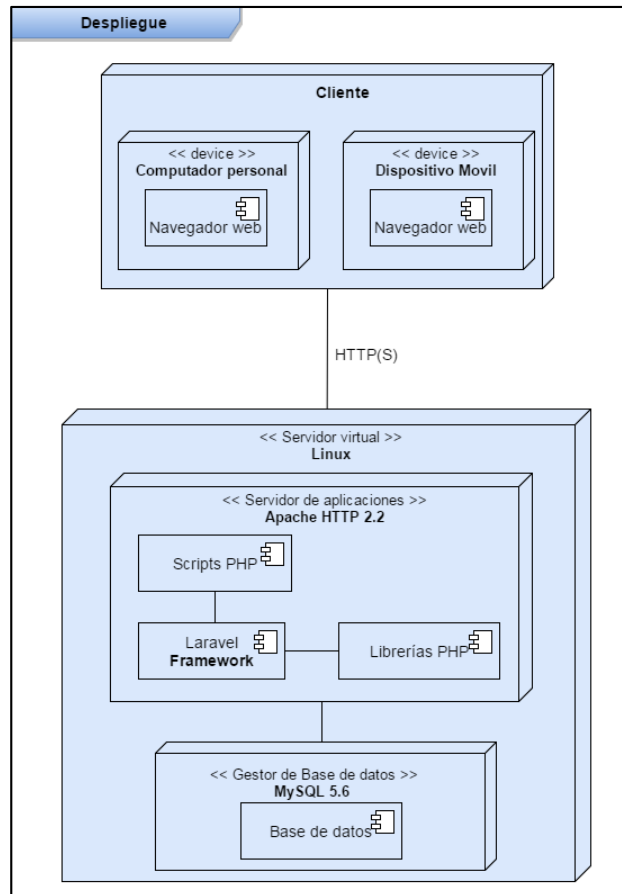 Despliegue
Cliente
<< device >>
Computador personal
Navegador web
<< device >>
Dispositivo Movil
Navegador web
HTTP(S)
<< Servidor virtual >>
Linux
<< Servidor de aplicaciones >>
Apache HTTP 2.2
Scripts PHP
Laravel
Framework
Librerías PHP
<< Gestor de Base de datos >>
MySQL 5.6
Base de datos